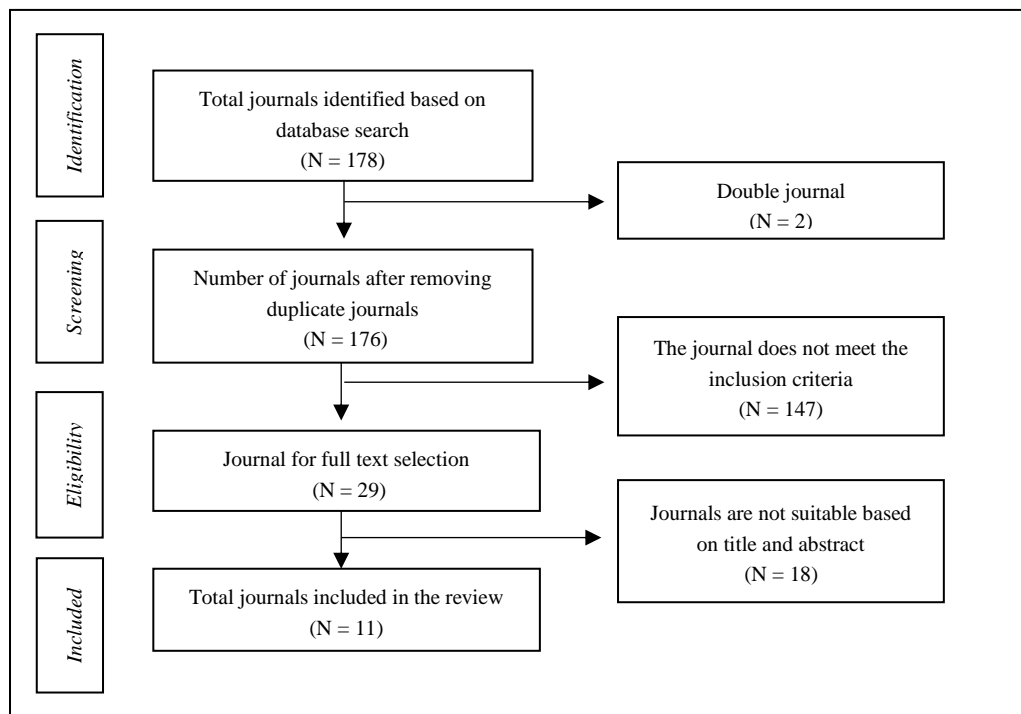 Identification
Total journals identified based on
database search
(N = 178)
Double journal
(N = 2)
Screening
Number of journals after removing
duplicate journals
(N = 176)
The journal does not meet the
inclusion criteria
(N = 147)
Eligibility
Journal for full text selection
(N = 29)
Journals are not suitable based
on title and abstract
(N = 18)
Included
Total journals included in the review
(N = 11)